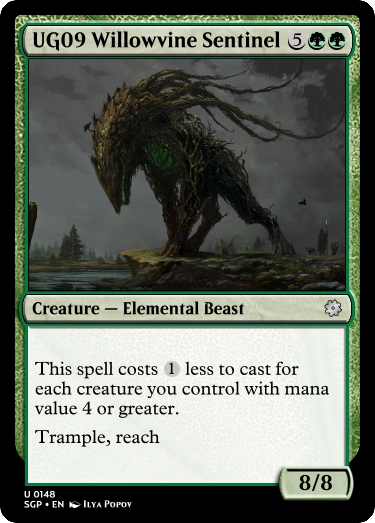 UG09 Willowvine Sentinel 5
Creature — Elemental Beast
This spell costs 1 less to cast for
each creature you control with mana
value 4 or greater.
Trample, reach
8/8
U 0148
SGP • EN Ilya Popov